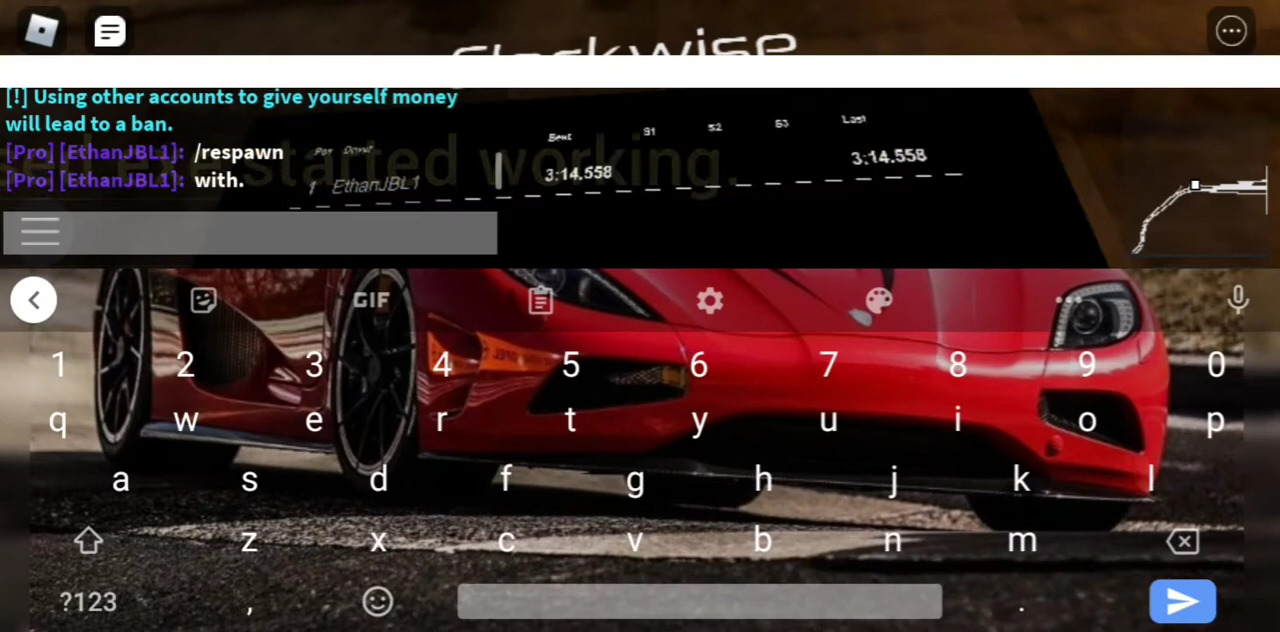 [!] Using other accounts to give yourself money
will lead to a ban.
[Pro] [EthanJBL1]: /respawn
[Pro] [EthanJBL1]: with.
started working.
Best S1 S2 S3 Last
1 EthanJBL1 3:14.558 3:14.558
GIF
1 2 3 4 5 6 7 8 9 0
q w e r t y u i o p
a s d f g h j k l
z x c v b n m
?123 , .